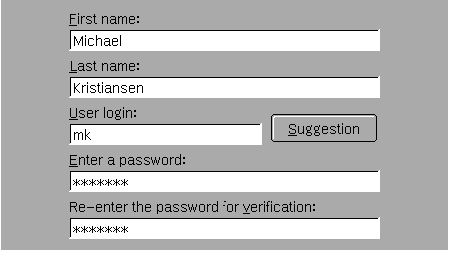 First name:
Michael
Last name:
Kristiansen
User login:
mk
Suggestion
Enter a password:
*******
Re-enter the password for verification:
*******